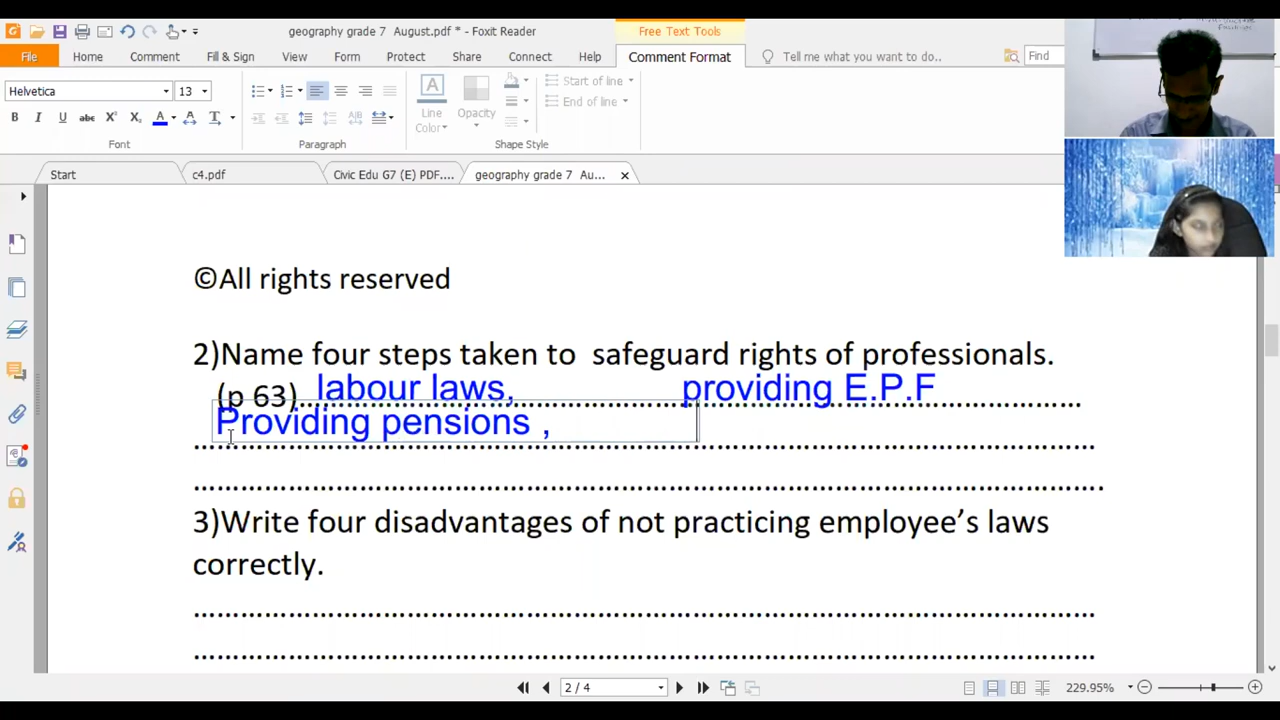 geography grade 7 August.pdf * - Foxit Reader
Free Text Tools
File Home Comment Fill & Sign View Form Protect Share Connect Help Comment Format Tell me what you want to do.. Find
Helvetica 13
Line Color Opacity Start of line End of line
B I U abc X² X₂ A A T
Font Paragraph Shape Style
Start c4.pdf Civic Edu G7 (E) PDF.... geography grade 7 Au...
©All rights reserved
2)Name four steps taken to safeguard rights of professionals.
(p 63) labour laws, providing E.P.F
Providing pensions ,
3)Write four disadvantages of not practicing employee's laws
correctly.
2 / 4 229.95%